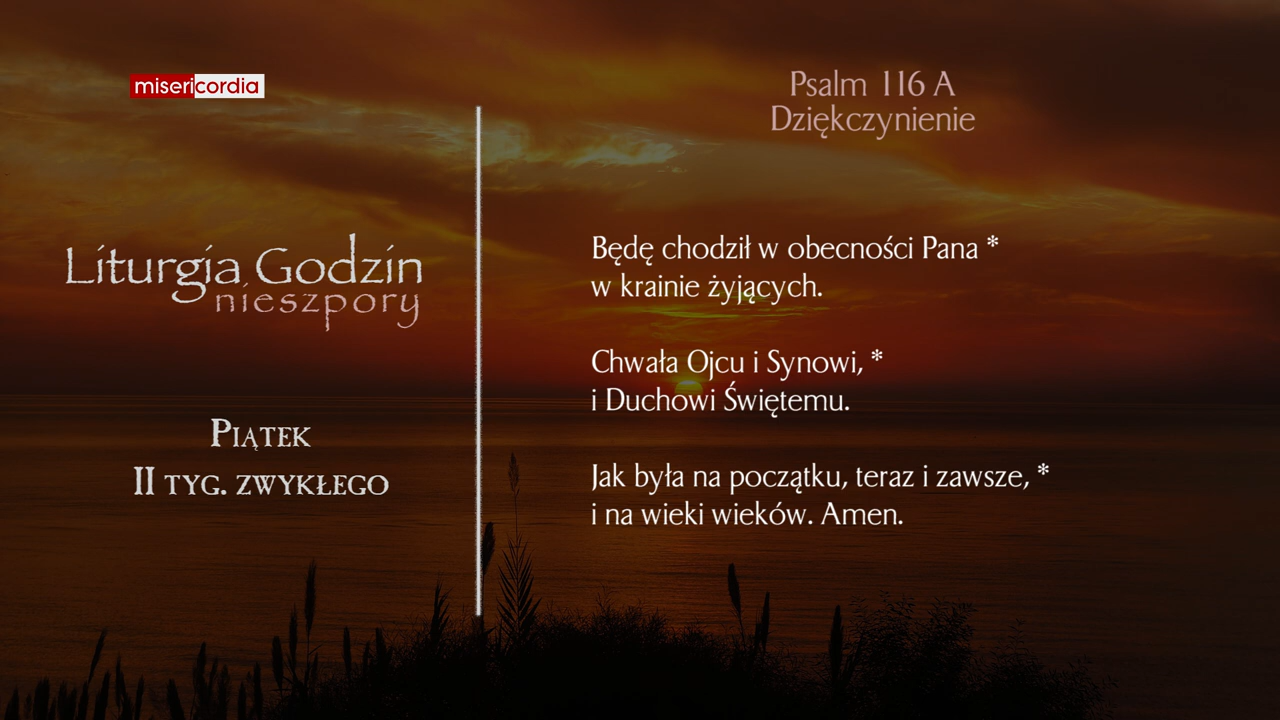 misericordia
Liturgia Godzin
nieszpory
Piątek
II tyg. zwykłego
Psalm 116 A
Dziękczynienie
Będę chodził w obecności Pana *
w krainie żyjących.
Chwała Ojcu i Synowi, *
i Duchowi Świętemu.
Jak była na początku, teraz i zawsze, *
i na wieki wieków. Amen.